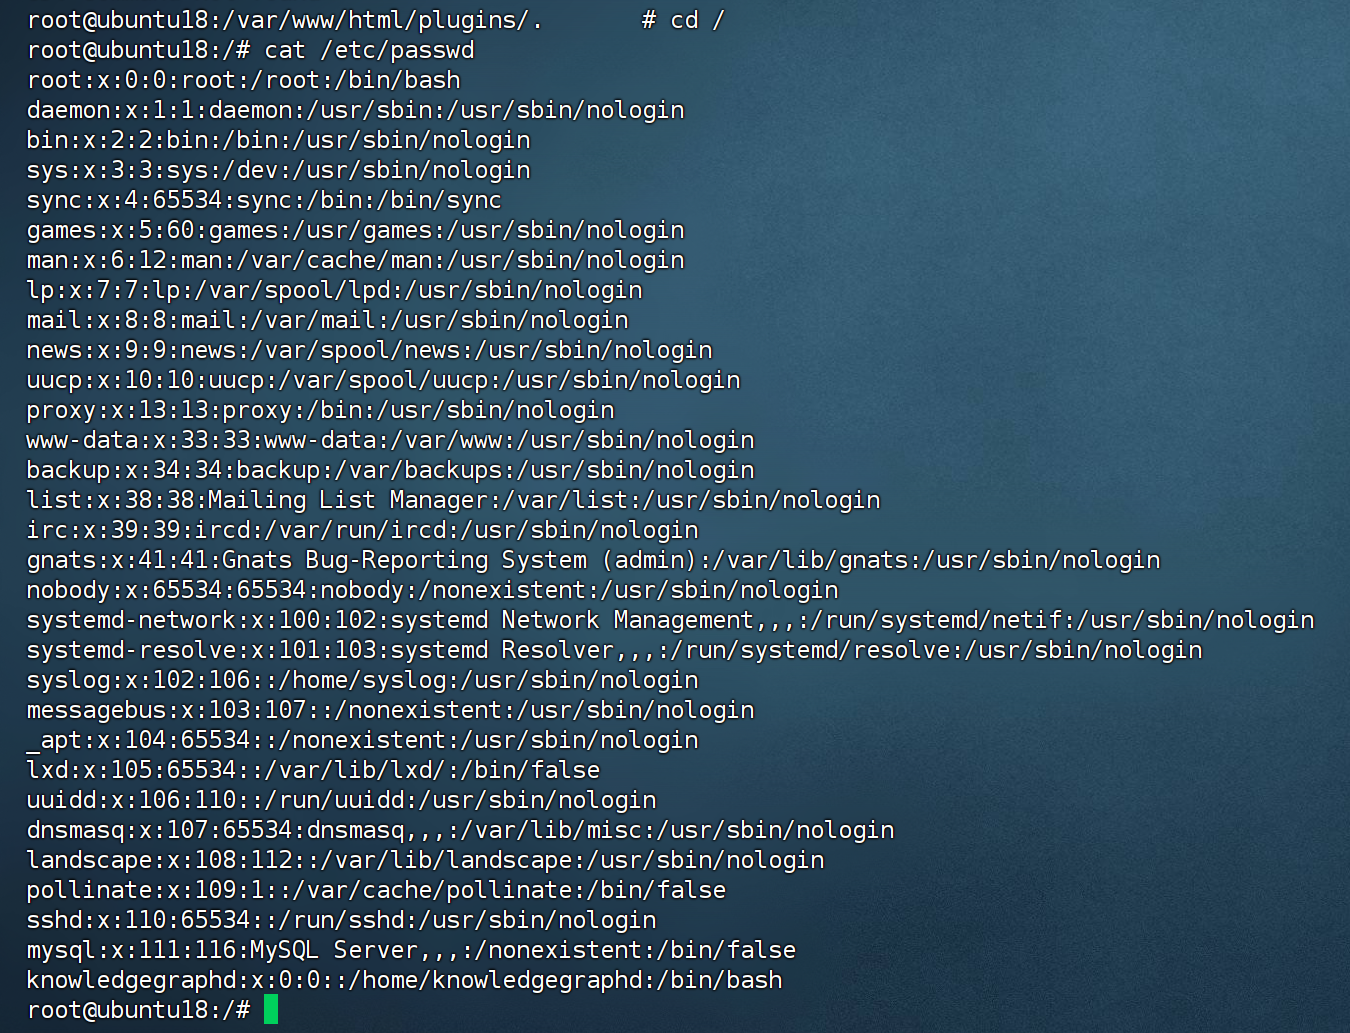 root@ubuntu18:/var/www/html/plugins/.       # cd /
root@ubuntu18:/# cat /etc/passwd
root:x:0:0:root:/root:/bin/bash
daemon:x:1:1:daemon:/usr/sbin:/usr/sbin/nologin
bin:x:2:2:bin:/bin:/usr/sbin/nologin
sys:x:3:3:sys:/dev:/usr/sbin/nologin
sync:x:4:65534:sync:/bin:/bin/sync
games:x:5:60:games:/usr/games:/usr/sbin/nologin
man:x:6:12:man:/var/cache/man:/usr/sbin/nologin
lp:x:7:7:lp:/var/spool/lpd:/usr/sbin/nologin
mail:x:8:8:mail:/var/mail:/usr/sbin/nologin
news:x:9:9:news:/var/spool/news:/usr/sbin/nologin
uucp:x:10:10:uucp:/var/spool/uucp:/usr/sbin/nologin
proxy:x:13:13:proxy:/bin:/usr/sbin/nologin
www-data:x:33:33:www-data:/var/www:/usr/sbin/nologin
backup:x:34:34:backup:/var/backups:/usr/sbin/nologin
list:x:38:38:Mailing List Manager:/var/list:/usr/sbin/nologin
irc:x:39:39:ircd:/var/run/ircd:/usr/sbin/nologin
gnats:x:41:41:Gnats Bug-Reporting System (admin):/var/lib/gnats:/usr/sbin/nologin
nobody:x:65534:65534:nobody:/nonexistent:/usr/sbin/nologin
systemd-network:x:100:102:systemd Network Management,,,:/run/systemd/netif:/usr/sbin/nologin
systemd-resolve:x:101:103:systemd Resolver,,,:/run/systemd/resolve:/usr/sbin/nologin
syslog:x:102:106::/home/syslog:/usr/sbin/nologin
messagebus:x:103:107::/nonexistent:/usr/sbin/nologin
_apt:x:104:65534::/nonexistent:/usr/sbin/nologin
lxd:x:105:65534::/var/lib/lxd/:/bin/false
uuidd:x:106:110::/run/uuidd:/usr/sbin/nologin
dnsmasq:x:107:65534:dnsmasq,,,:/var/lib/misc:/usr/sbin/nologin
landscape:x:108:112::/var/lib/landscape:/usr/sbin/nologin
pollinate:x:109:1::/var/cache/pollinate:/bin/false
sshd:x:110:65534::/run/sshd:/usr/sbin/nologin
mysql:x:111:116:MySQL Server,,,:/nonexistent:/bin/false
knowledgegraphd:x:0:0::/home/knowledgegraphd:/bin/bash
root@ubuntu18:/#